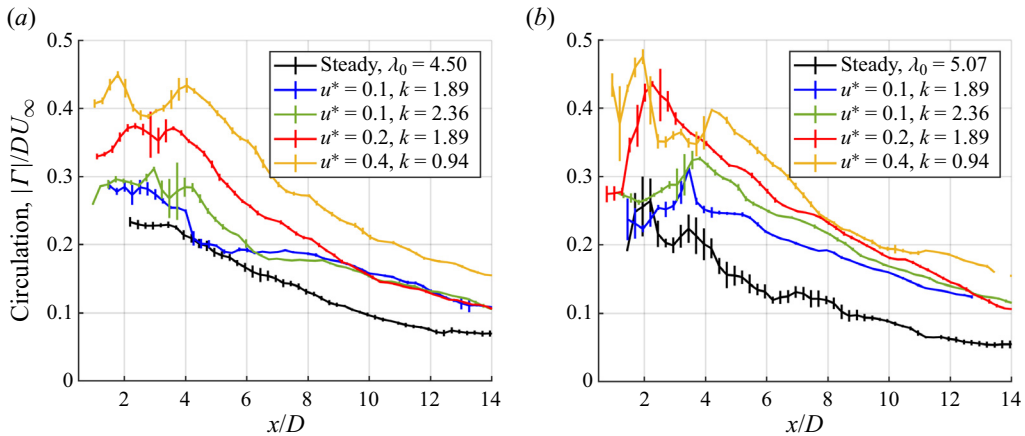 (a)
(b)
0.5
0.4
0.3
0.2
0.1
0
Circulation, |Γ|/DU∞
2 4 6 8 10 12 14
x/D
Steady, λ0 = 4.50
u* = 0.1, k = 1.89
u* = 0.1, k = 2.36
u* = 0.2, k = 1.89
u* = 0.4, k = 0.94
0.5
0.4
0.3
0.2
0.1
0
2 4 6 8 10 12 14
x/D
Steady, λ0 = 5.07
u* = 0.1, k = 1.89
u* = 0.1, k = 2.36
u* = 0.2, k = 1.89
u* = 0.4, k = 0.94